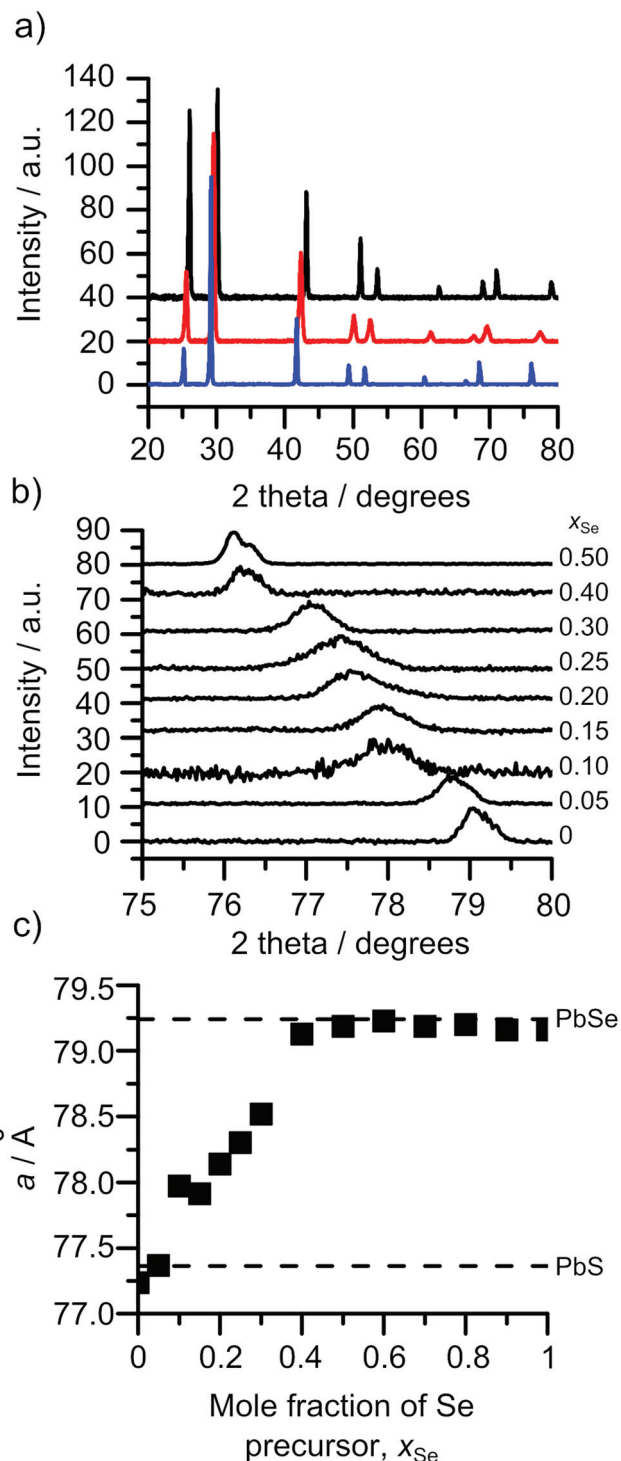 a)
140
120
100
80
60
40
20
0
Intensity / a.u.
20 30 40 50 60 70 80
2 theta / degrees
b)
90
80
70
60
50
40
30
20
10
0
Intensity / a.u.
xSe
0.50
0.40
0.30
0.25
0.20
0.15
0.10
0.05
0
75 76 77 78 79 80
2 theta / degrees
c)
79.5
79.0
78.5
78.0
77.5
77.0
a / Å
PbSe
PbS
0 0.2 0.4 0.6 0.8 1
Mole fraction of Se
precursor, xSe